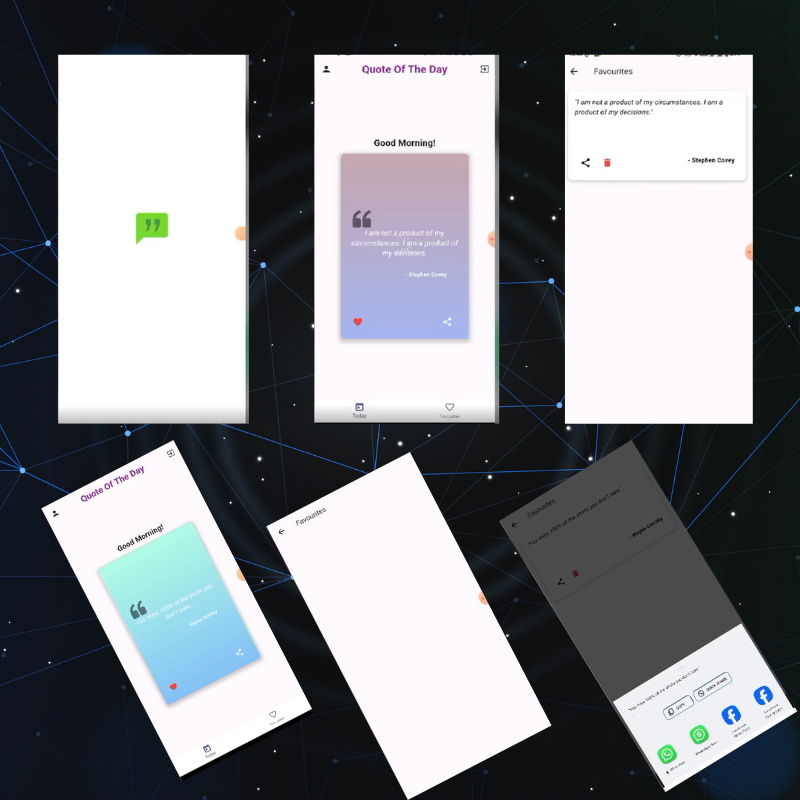 Quote Of The Day
Good Morning!
I am not a product of my
circumstances. I am a product of
my decisions.
- Stephen Covey
Today
Favourites
Favourites
"I am not a product of my circumstances. I am a
product of my decisions."
- Stephen Covey
Quote Of The Day
Good Morning!
You miss 100% of the shots you
don't take.
Wayne Gretzky
Today
Favourites
Favourites
Favourites
"You miss 100% of the shots you don't take."
- Wayne Gretzky
"You miss 100% of the shots you don't take."
COPY
QUICK SHARE
WhatsApp
WhatsApp
Facebook
Facebook